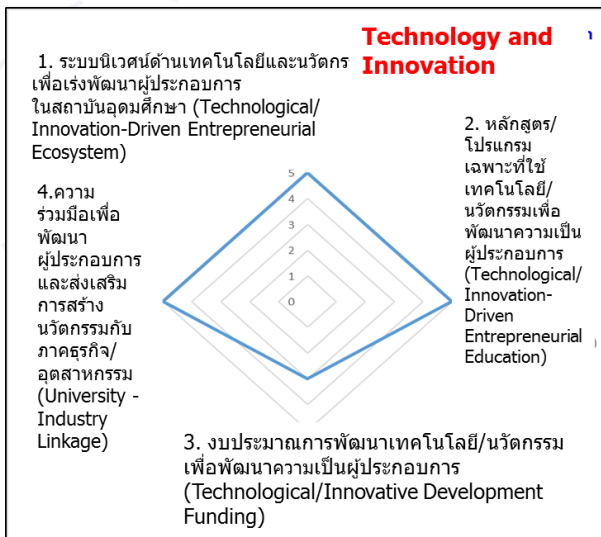 Technology and
Innovation
1. ระบบนิเวศน์ด้านเทคโนโลยีและนวัตกร
เพื่อเร่งพัฒนาผู้ประกอบการ
ในสถาบันอุดมศึกษา (Technological/
Innovation-Driven Entrepreneurial
Ecosystem)
2. หลักสูตร/
โปรแกรม
เฉพาะที่ใช้
เทคโนโลยี/
นวัตกรรมเพื่อ
พัฒนาความเป็น
ผู้ประกอบการ
(Technological/
Innovation-
Driven
Entrepreneurial
Education)
4.ความ
ร่วมมือเพื่อ
พัฒนา
ผู้ประกอบการ
และส่งเสริม
การสร้าง
นวัตกรรมกับ
ภาคธุรกิจ/
อุตสาหกรรม
(University -
Industry
Linkage)
5
4
3
2
1
0
3. งบประมาณการพัฒนาเทคโนโลยี/นวัตกรรม
เพื่อพัฒนาความเป็นผู้ประกอบการ
(Technological/Innovative Development
Funding)